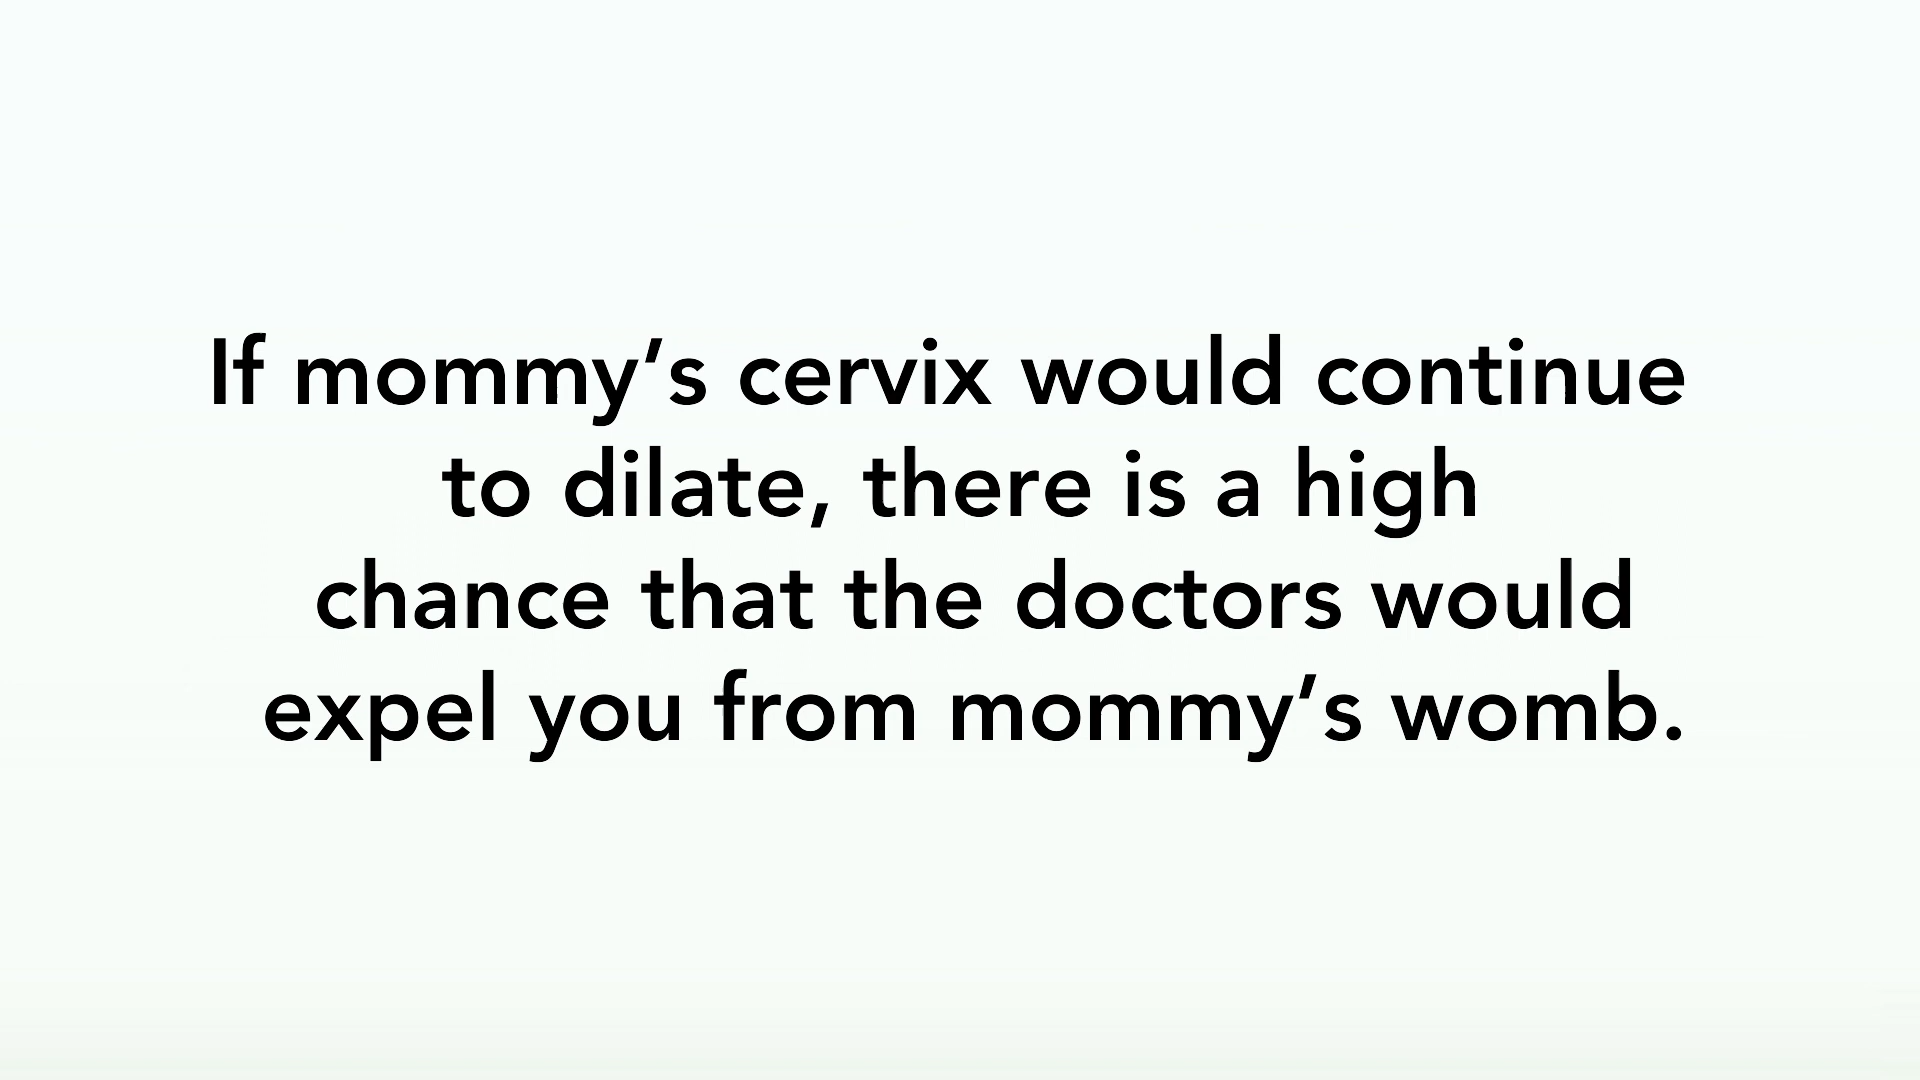 If mommy’s cervix would continue
to dilate, there is a high
chance that the doctors would
expel you from mommy’s womb.